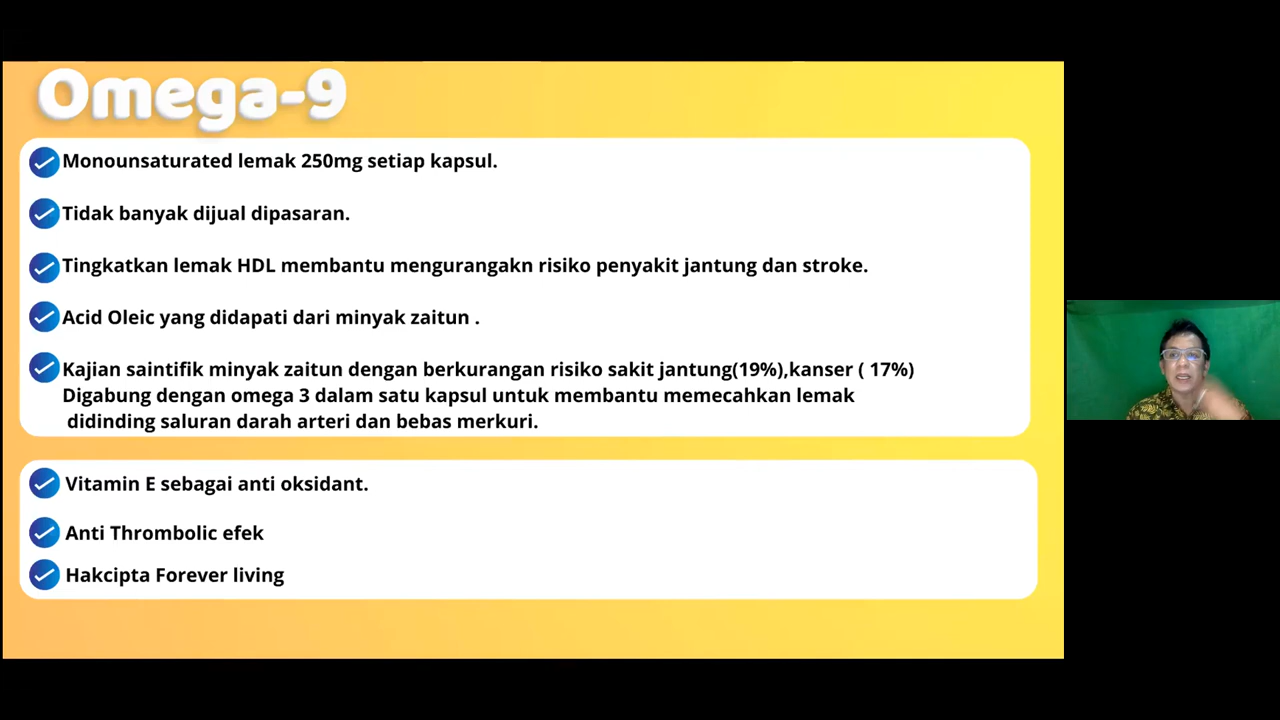 Omega-9
Monounsaturated lemak 250mg setiap kapsul.
Tidak banyak dijual dipasaran.
Tingkatkan lemak HDL membantu mengurangakn risiko penyakit jantung dan stroke.
Acid Oleic yang didapati dari minyak zaitun .
Kajian saintifik minyak zaitun dengan berkurangan risiko sakit jantung(19%),kanser ( 17%)
Digabung dengan omega 3 dalam satu kapsul untuk membantu memecahkan lemak
didinding saluran darah arteri dan bebas merkuri.
Vitamin E sebagai anti oksidant.
Anti Thrombolic efek
Hakcipta Forever living